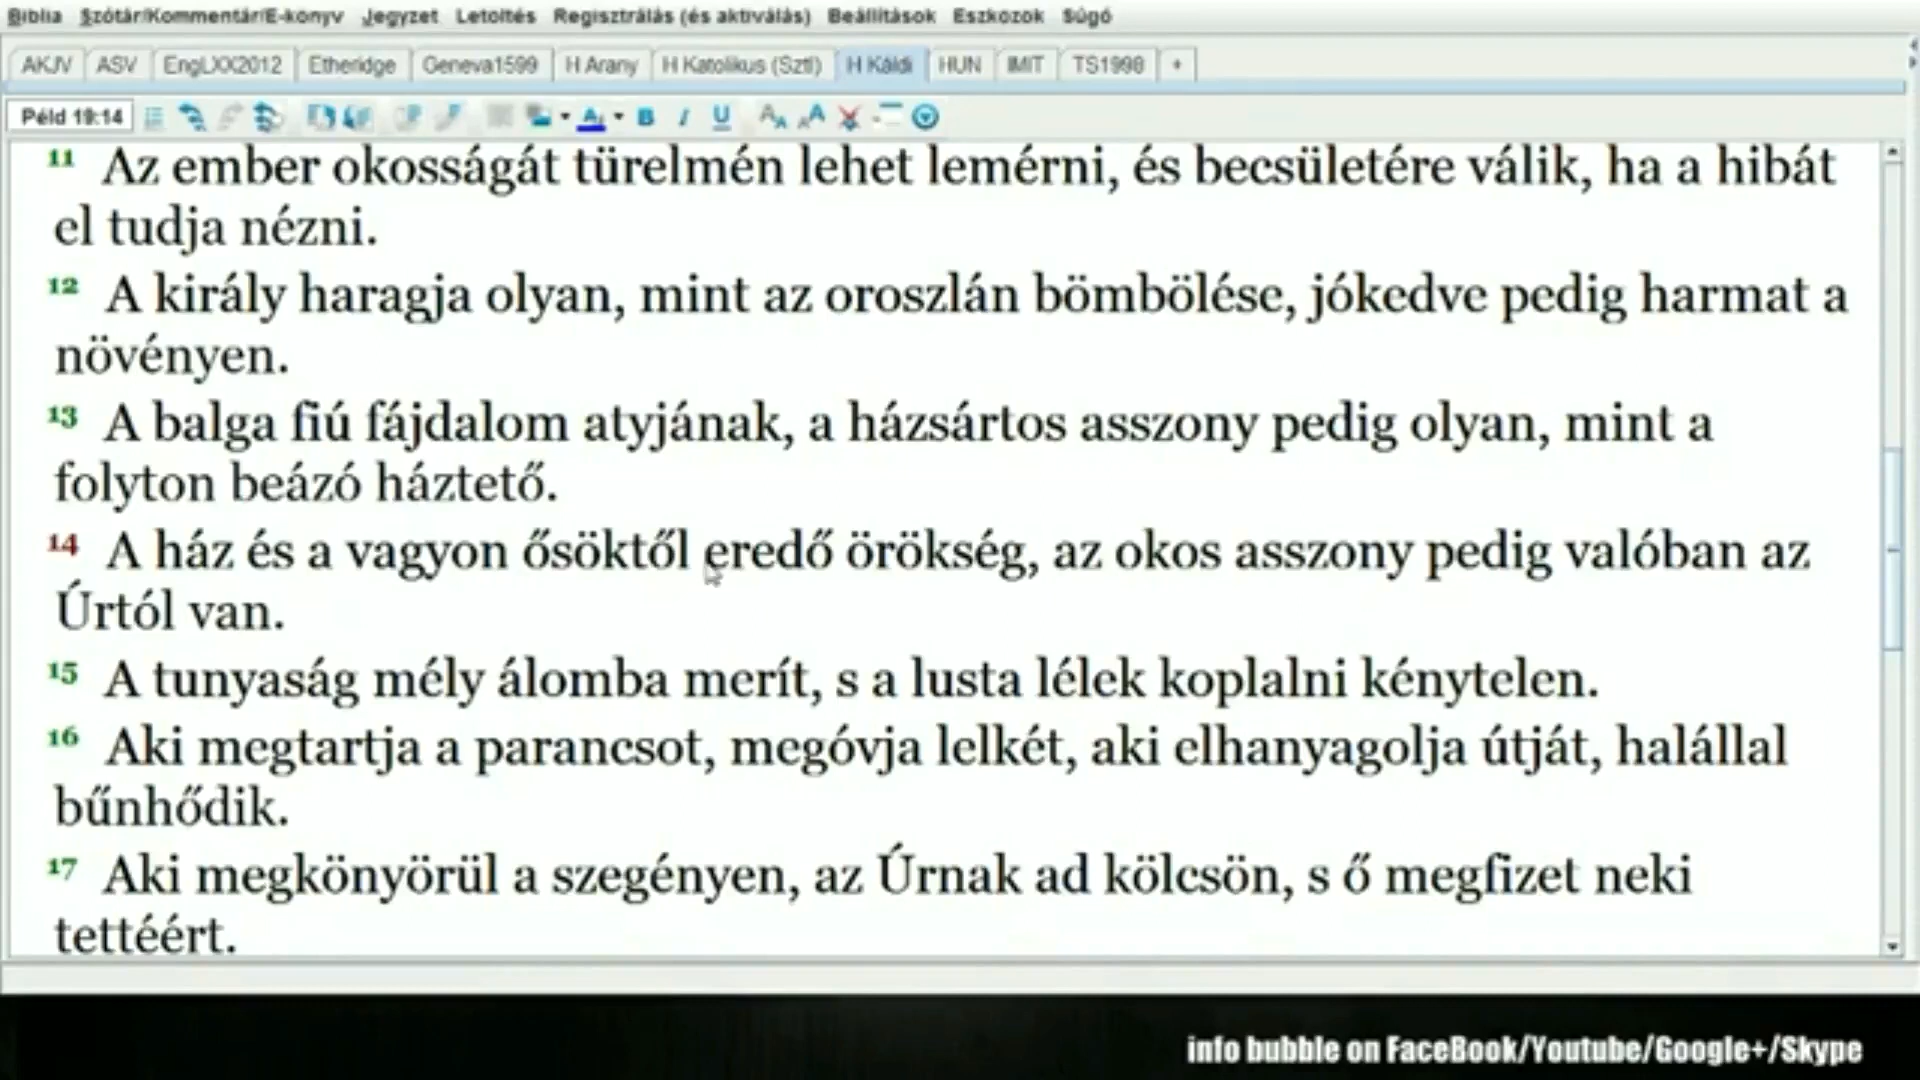 Biblia Szótár/Kommentár/E-könyv Jegyzet Letöltés Regisztrálás (és aktiválás) Beállítások Eszközök Súgó
AKJV ASV EngLXX2012 Etheridge Geneva1599 H Arany H Katolikus (SztI) H Káldi HUN IMIT TS1998 +
Péld 19:14
11 Az ember okosságát türelmén lehet lemérni, és becsületére válik, ha a hibát
el tudja nézni.
12 A király haragja olyan, mint az oroszlán bömbölése, jókedve pedig harmat a
növényen.
13 A balga fiú fájdalom atyjának, a házsártos asszony pedig olyan, mint a
folyton beázó háztető.
14 A ház és a vagyon ősöktől eredő örökség, az okos asszony pedig valóban az
Úrtól van.
15 A tunyaság mély álomba merít, s a lusta lélek koplalni kénytelen.
16 Aki megtartja a parancsot, megóvja lelkét, aki elhanyagolja útját, halállal
bűnhődik.
17 Aki megkönyörül a szegényen, az Úrnak ad kölcsön, s ő megfizet neki
tettéért.
info bubble on FaceBook/Youtube/Google+/Skype